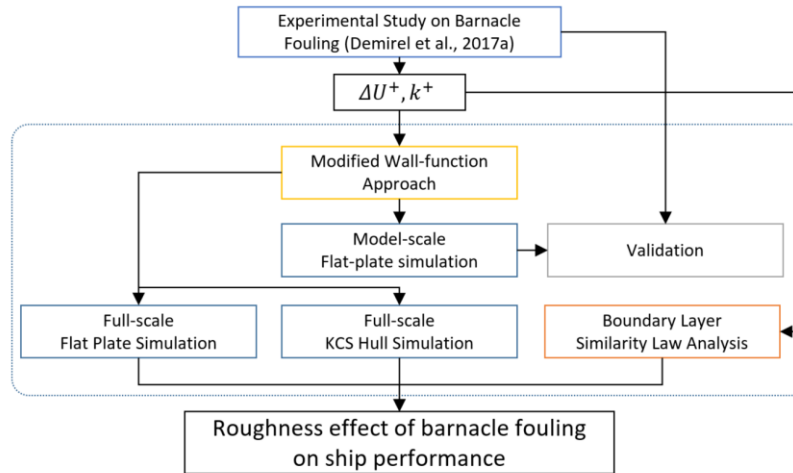 Experimental Study on Barnacle
Fouling (Demirel et al., 2017a)
ΔU⁺, k⁺
Modified Wall-function
Approach
Model-scale
Flat-plate simulation
Validation
Full-scale
Flat Plate Simulation
Full-scale
KCS Hull Simulation
Boundary Layer
Similarity Law Analysis
Roughness effect of barnacle fouling
on ship performance